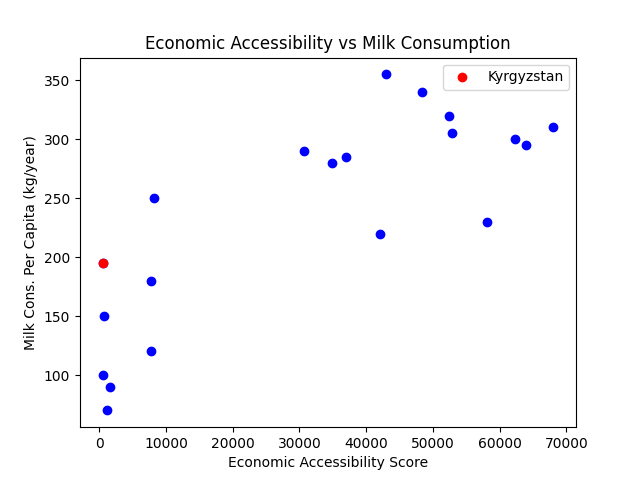 Economic Accessibility vs Milk Consumption
Kyrgyzstan
350
300
250
200
150
100
Milk Cons. Per Capita (kg/year)
0 10000 20000 30000 40000 50000 60000 70000
Economic Accessibility Score